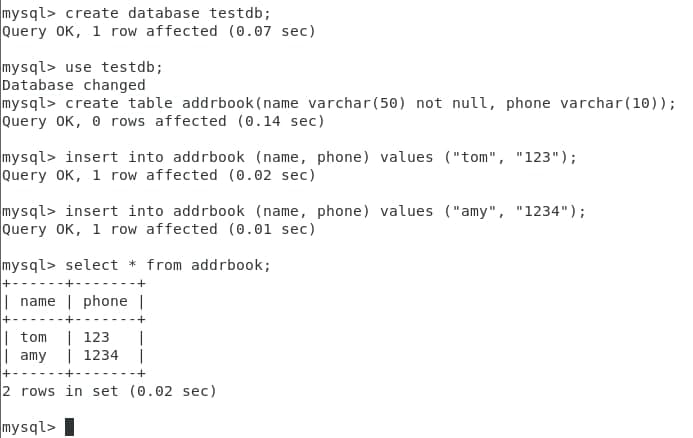 mysql> create database testdb;
Query OK, 1 row affected (0.07 sec)
mysql> use testdb;
Database changed
mysql> create table addrbook(name varchar(50) not null, phone varchar(10));
Query OK, 0 rows affected (0.14 sec)
mysql> insert into addrbook (name, phone) values ("tom", "123");
Query OK, 1 row affected (0.02 sec)
mysql> insert into addrbook (name, phone) values ("amy", "1234");
Query OK, 1 row affected (0.01 sec)
mysql> select * from addrbook;
+------+-------+
| name | phone |
+------+-------+
| tom  | 123   |
| amy  | 1234  |
+------+-------+
2 rows in set (0.02 sec)
mysql>